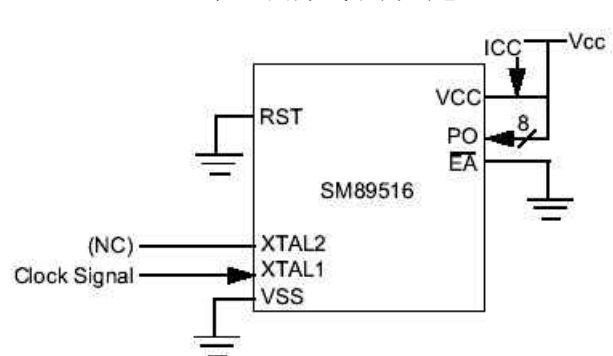 ICC
Vcc
VCC
RST
8
PO
EA
SM89516
(NC)
XTAL2
Clock Signal
XTAL1
VSS